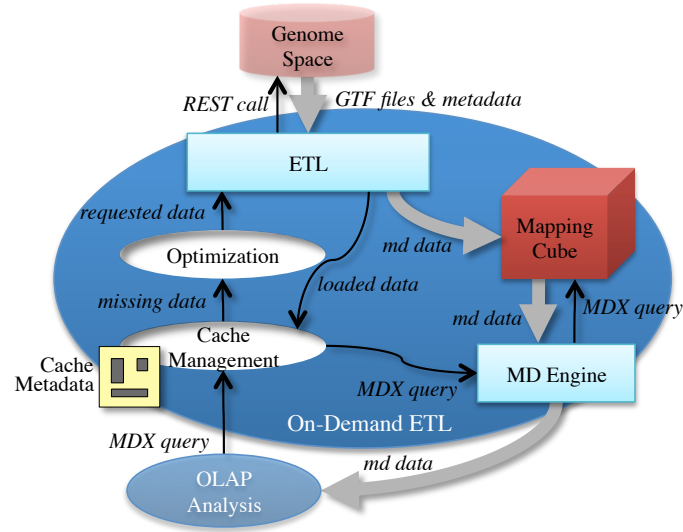 Genome
Space
REST call
GTF files & metadata
ETL
requested data
md data
Mapping
Cube
Optimization
loaded data
missing data
md data
MDX query
Cache
Management
Cache
Metadata
MDX query
MD Engine
On-Demand ETL
MDX query
md data
OLAP
Analysis